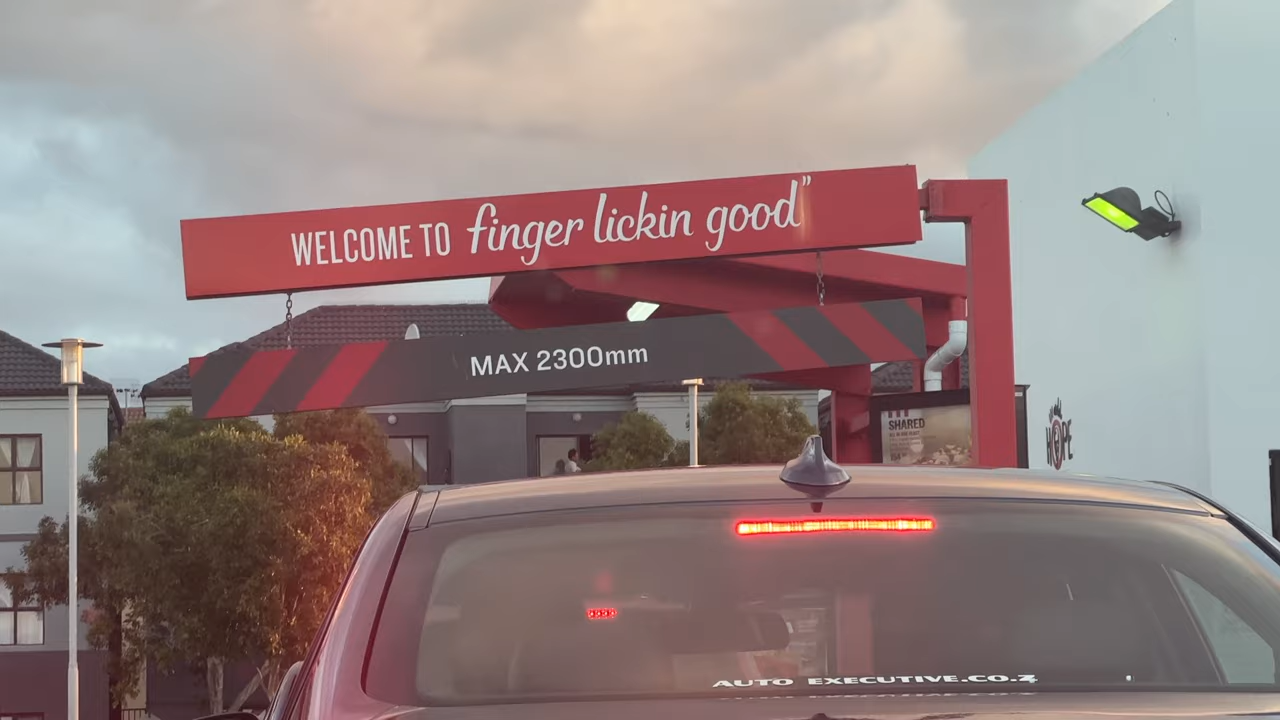 WELCOME TO finger lickin good”
MAX 2300mm
SHARED
HOPE
AUTO EXECUTIVE.CO.Z